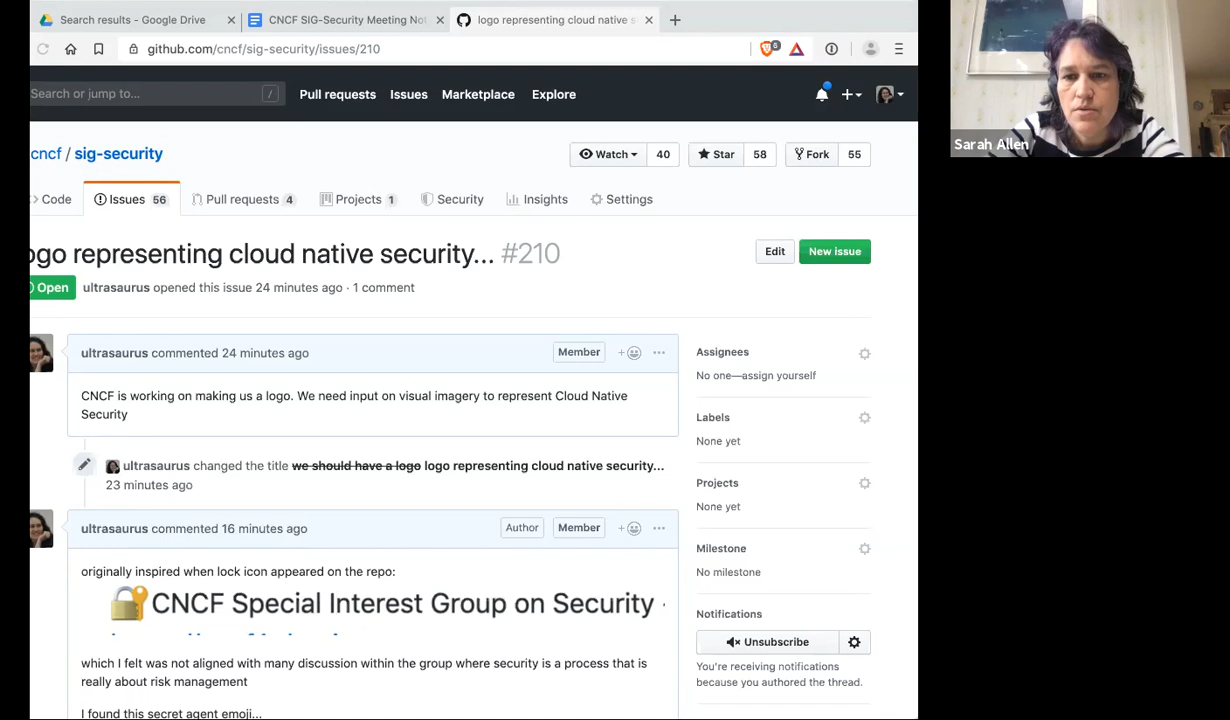 Search results - Google Drive
CNCF SIG-Security Meeting No
logo representing cloud native s
github.com/cncf/sig-security/issues/210
6
Search or jump to...
/
Pull requests
Issues
Marketplace
Explore
Sarah Allen
cncf / sig-security
Watch
40
Star
58
Fork
55
Code
Issues 56
Pull requests 4
Projects 1
Security
Insights
Settings
ogo representing cloud native security... #210
Edit
New issue
Open
ultrasaurus opened this issue 24 minutes ago · 1 comment
ultrasaurus commented 24 minutes ago
Member
CNCF is working on making us a logo. We need input on visual imagery to represent Cloud Native
Security
ultrasaurus changed the title we should have a logo logo representing cloud native security...
23 minutes ago
ultrasaurus commented 16 minutes ago
Author
Member
originally inspired when lock icon appeared on the repo:
CNCF Special Interest Group on Security
which I felt was not aligned with many discussion within the group where security is a process that is
really about risk management
I found this secret agent emoji...
Assignees
No one—assign yourself
Labels
None yet
Projects
None yet
Milestone
No milestone
Notifications
Unsubscribe
You're receiving notifications
because you authored the thread.